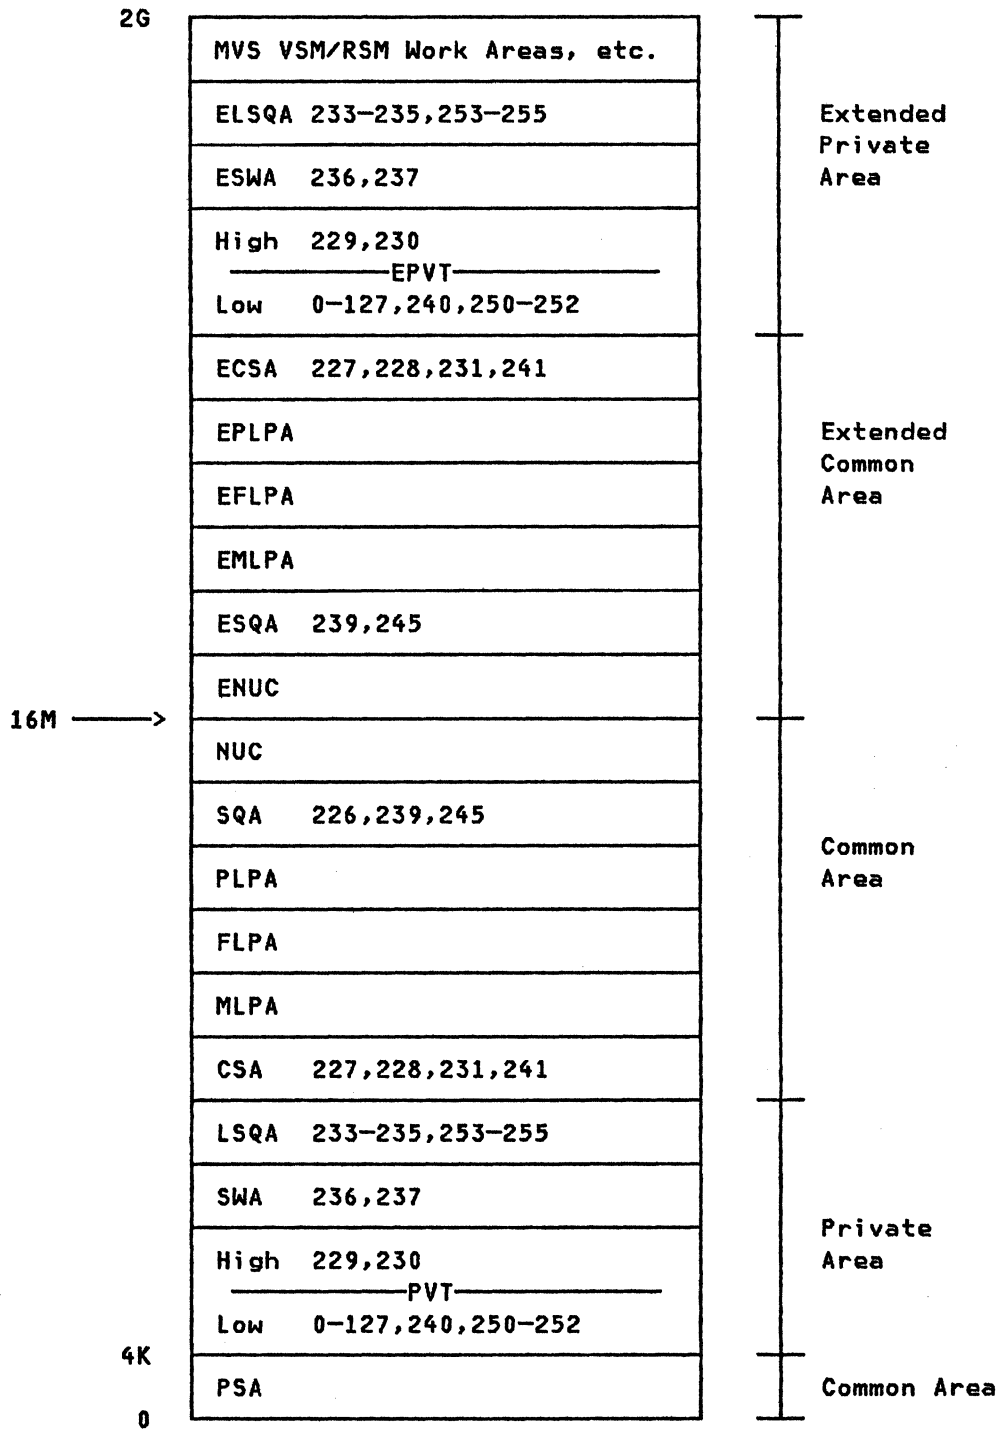 2G
MVS VSM/RSM Work Areas, etc.
ELSQA 233-235,253-255
Extended
Private
Area
ESWA 236,237
High 229,230
EPVT
Low 0-127,240,250-252
ECSA 227,228,231,241
EPLPA
Extended
Common
Area
EFLPA
EMLPA
ESQA 239,245
ENUC
16M
NUC
SQA 226,239,245
Common
Area
PLPA
FLPA
MLPA
CSA 227,228,231,241
LSQA 233-235,253-255
SWA 236,237
Private
Area
High 229,230
PVT
Low 0-127,240,250-252
4K
PSA
Common Area
0